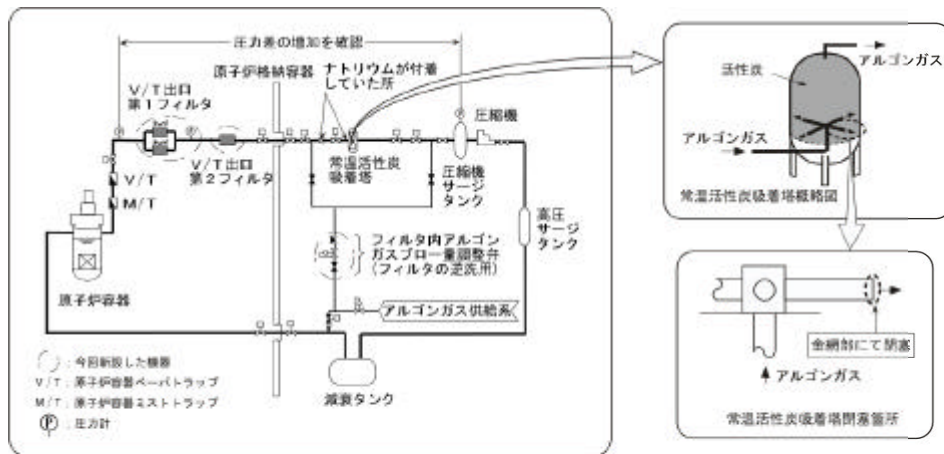 圧力差の増加を確認
原子炉格納容器
ナトリウムが付着
していた所
V/T出口
第1フィルタ
P
P
P
圧縮機
V/T出口
第2フィルタ
常温活性炭
吸着塔
圧縮機
サージ
タンク
V/T
M/T
高圧
サージ
タンク
フィルタ内アルゴン
ガスブロー量調整弁
(フィルタの逆洗用)
原子炉容器
アルゴンガス供給系
減衰タンク
:今回新設した機器
V/T:原子炉容器ベーパトラップ
M/T:原子炉容器ミストトラップ
P:圧力計
アルゴンガス
活性炭
アルゴンガス
常温活性炭吸着塔概略図
金網部にて閉塞
アルゴンガス
常温活性炭吸着塔閉塞箇所